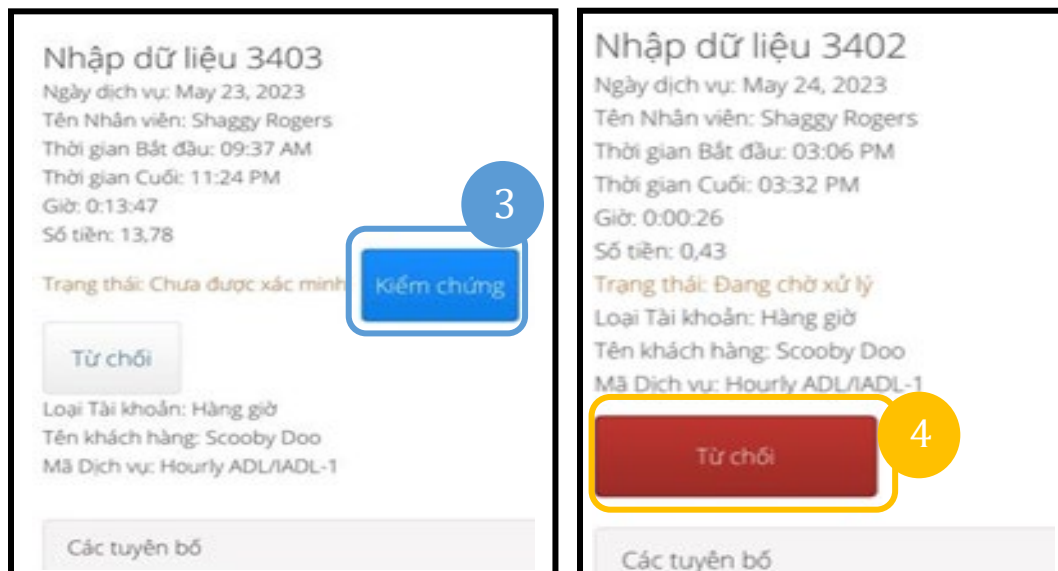 Nhập dữ liệu 3403
Ngày dịch vụ: May 23, 2023
Tên Nhân viên: Shaggy Rogers
Thời gian Bắt đầu: 09:37 AM
Thời gian Cuối: 11:24 PM
Giờ: 0:13:47
Số tiền: 13,78
3
Trạng thái: Chưa được xác minh
Kiểm chứng
Từ chối
Loại Tài khoản: Hàng giờ
Tên khách hàng: Scooby Doo
Mã Dịch vụ: Hourly ADL/IADL-1
Các tuyên bố
Nhập dữ liệu 3402
Ngày dịch vụ: May 24, 2023
Tên Nhân viên: Shaggy Rogers
Thời gian Bắt đầu: 03:06 PM
Thời gian Cuối: 03:32 PM
Giờ: 0:00:26
Số tiền: 0,43
Trạng thái: Đang chờ xử lý
Loại Tài khoản: Hàng giờ
Tên khách hàng: Scooby Doo
Mã Dịch vụ: Hourly ADL/IADL-1
Từ chối
4
Các tuyên bố